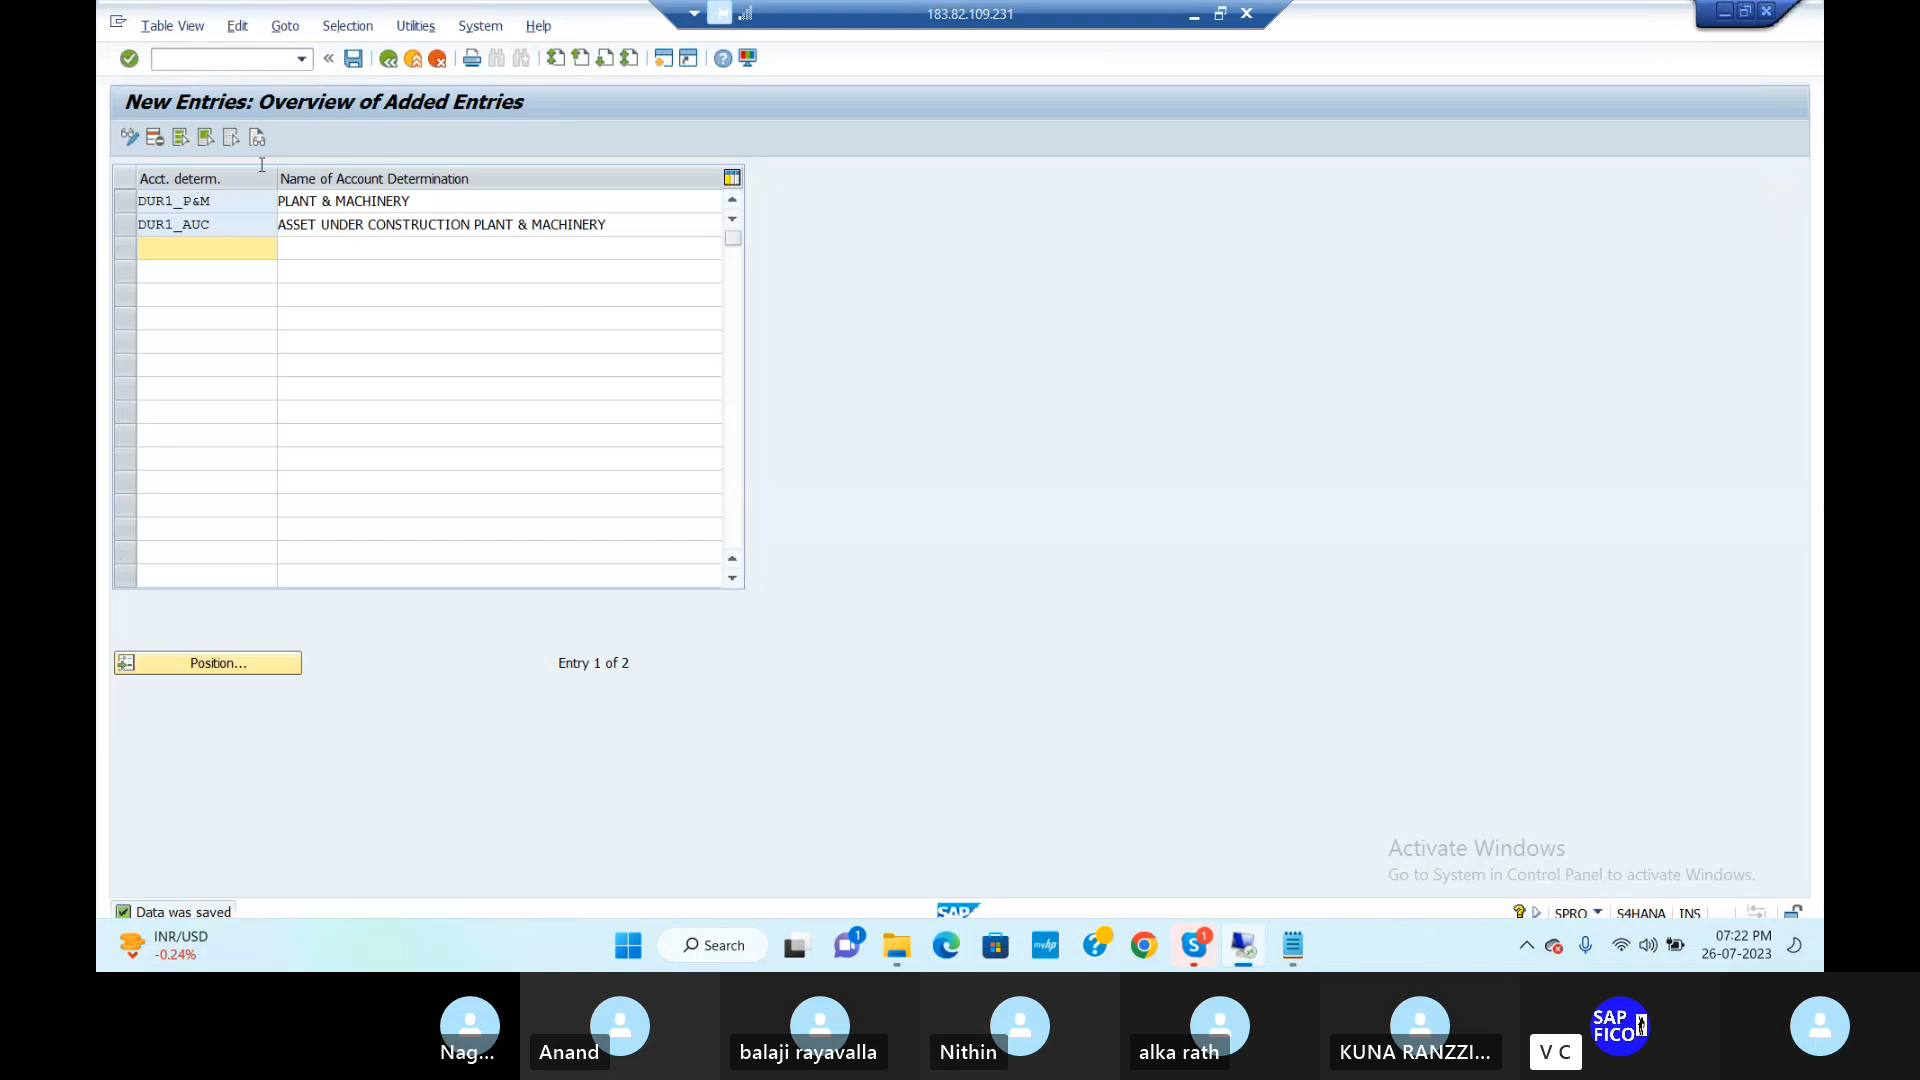 183.82.109.231
Table View Edit Goto Selection Utilities System Help
New Entries: Overview of Added Entries
Acct. determ. Name of Account Determination
DUR1_P&M PLANT & MACHINERY
DUR1_AUC ASSET UNDER CONSTRUCTION PLANT & MACHINERY
Position... Entry 1 of 2
Activate Windows
Go to System in Control Panel to activate Windows.
Data was saved SAP SPRO S4HANA INS
INR/USD
-0.24%
Search
1
myhp
1
07:22 PM
26-07-2023
SAP
FICO
Nag... Anand balaji rayavalla Nithin alka rath KUNA RANZZI... V C